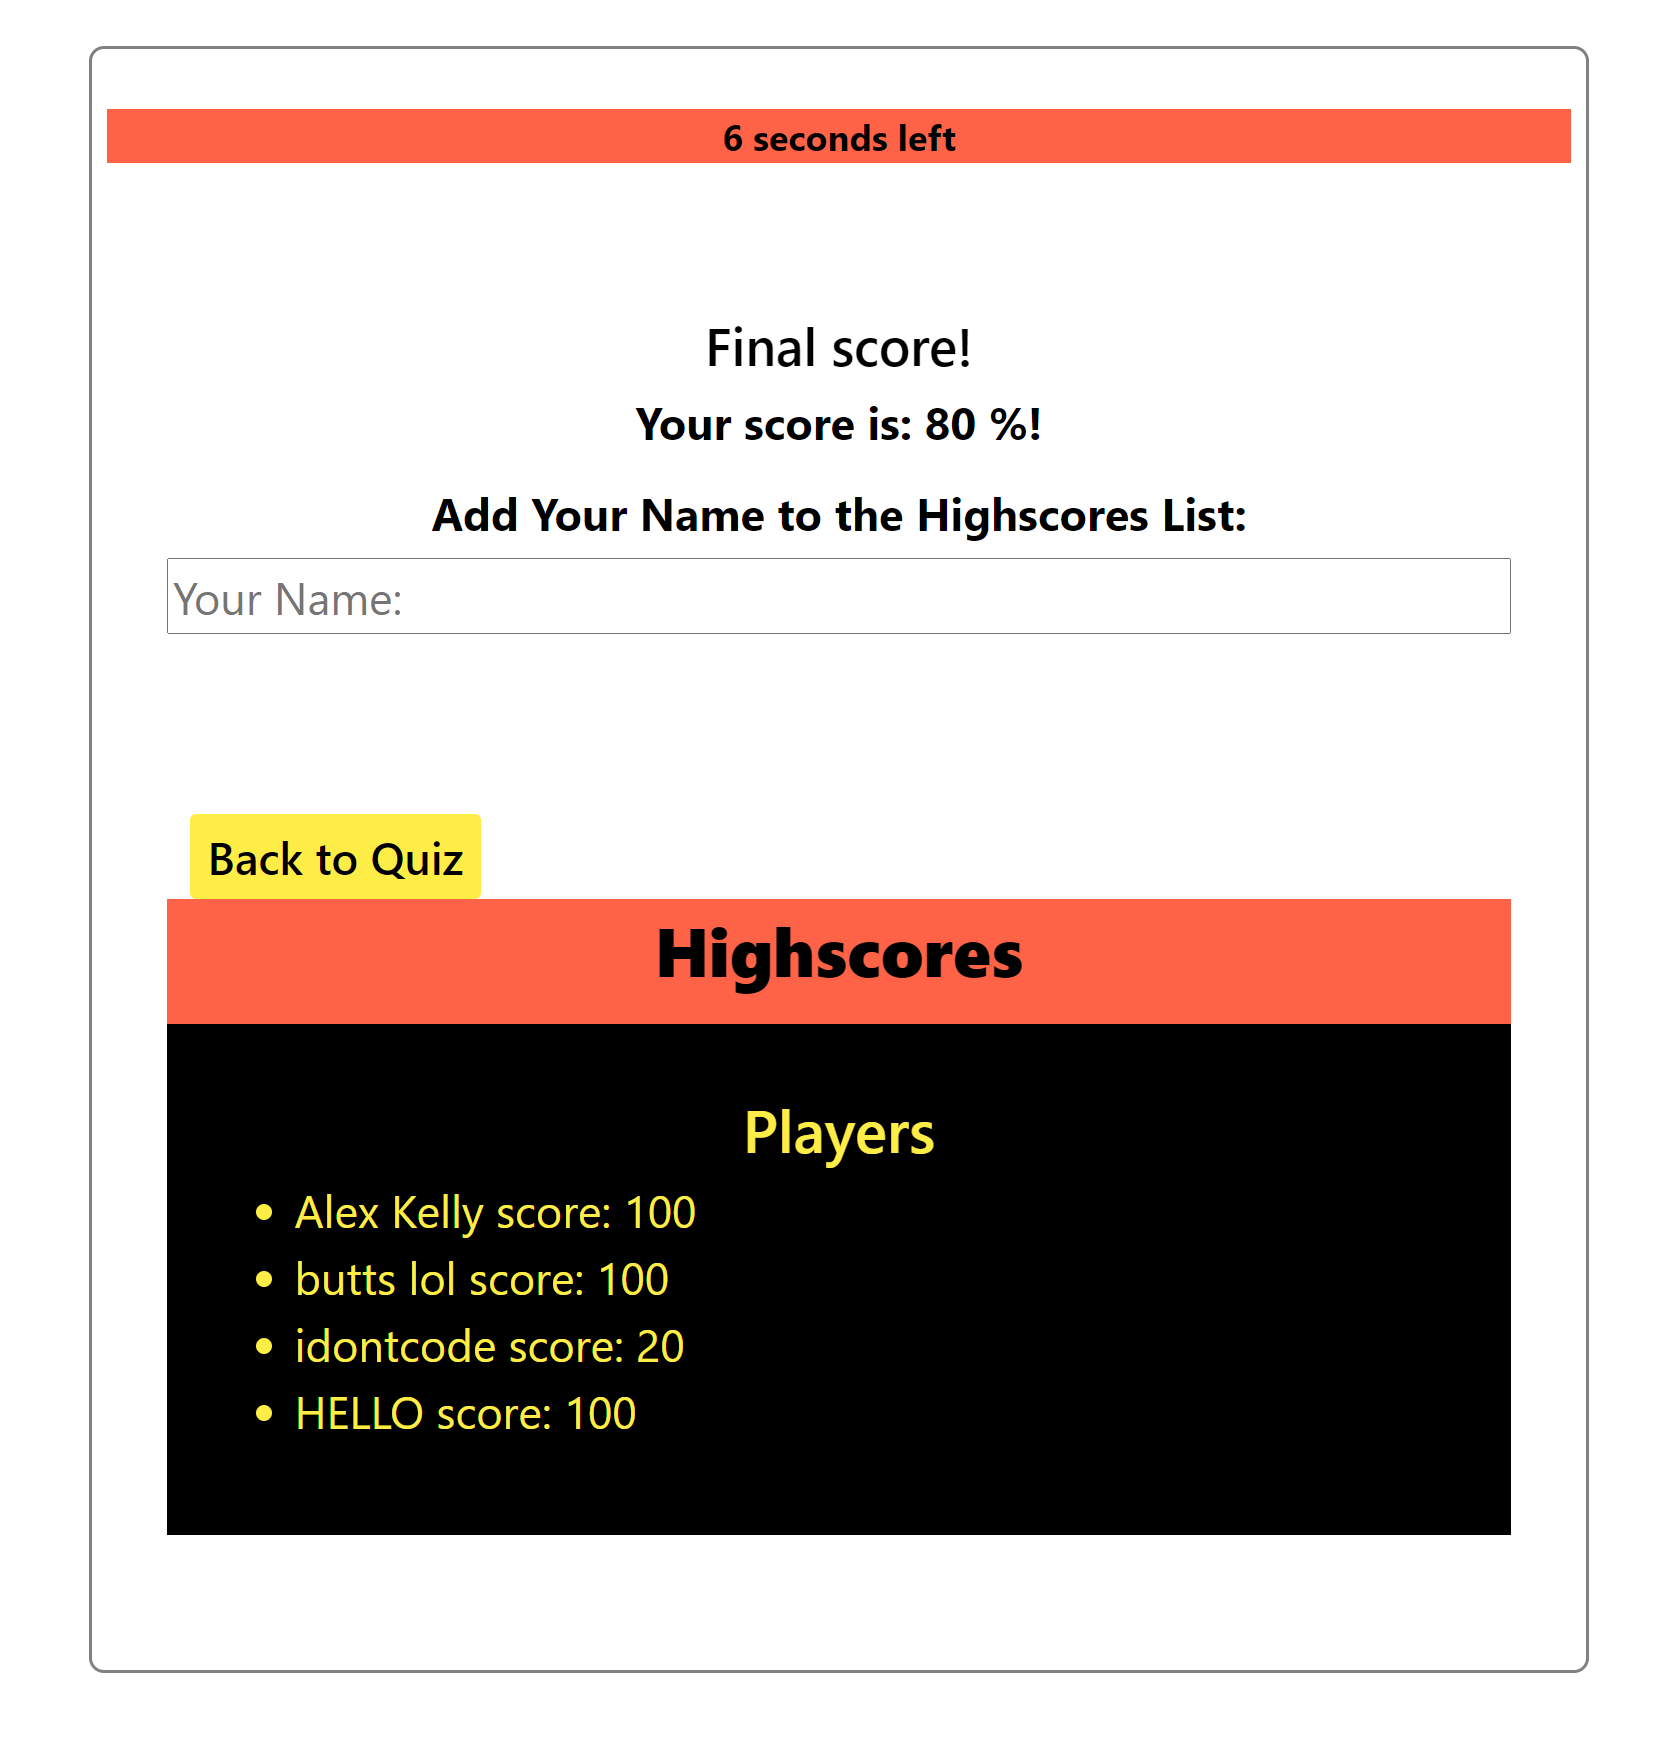 6 seconds left
Final score!
Your score is: 80 %!
Add Your Name to the Highscores List:
Your Name:
Back to Quiz
Highscores
Players
Alex Kelly score: 100
butts lol score: 100
idontcode score: 20
HELLO score: 100